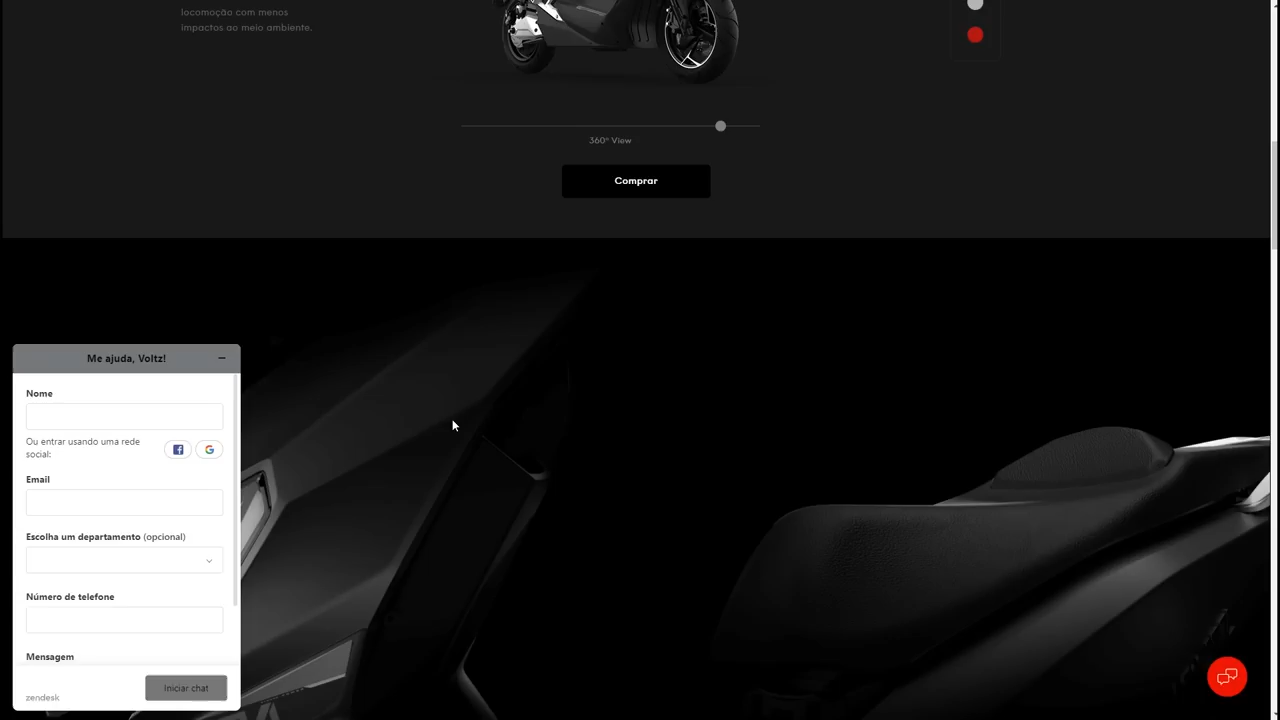 locomoção com menos
impactos ao meio ambiente.
360º View
Comprar
Me ajuda, Voltz!
Nome
Ou entrar usando uma rede
social:
Email
Escolha um departamento (opcional)
Número de telefone
Mensagem
Iniciar chat
zendesk